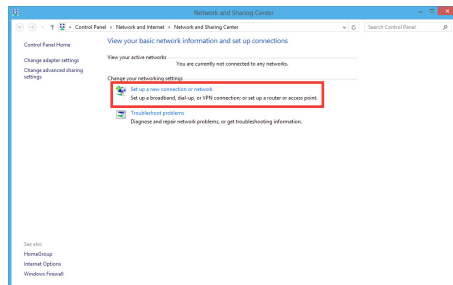 Network and Sharing Center
Control Panel ▸ Network and Internet ▸ Network and Sharing Center
Search Control Panel
Control Panel Home
Change adapter settings
Change advanced sharing
settings
View your basic network information and set up connections
View your active networks
You are currently not connected to any networks.
Change your networking settings
Set up a new connection or network
Set up a broadband, dial-up, or VPN connection; or set up a router or access point.
Troubleshoot problems
Diagnose and repair network problems, or get troubleshooting information.
See also
HomeGroup
Internet Options
Windows Firewall